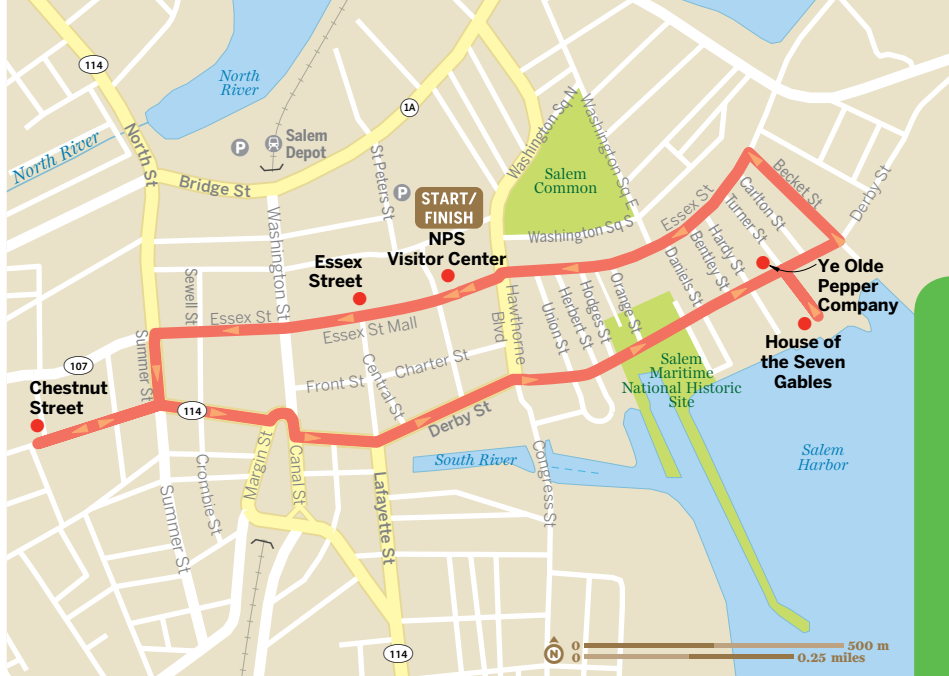 114
North
River
1A
North River
North St
P
Salem
Depot
Bridge St
St Peters St
P
START/
FINISH
NPS
Visitor Center
Washington Sq N
Washington Sq E
Salem
Common
Washington Sq S
Essex St
Becket St
Carlton St
Turner St
Hardy St
Bentley St
Daniels St
Derby St
Washington St
Sewell St
Essex
Street
Essex St
Essex St Mall
Hawthorne
Blvd
Union St
Herbert St
Hodges St
Orange St
Ye Olde
Pepper
Company
House of
the Seven
Gables
Salem
Maritime
National Historic
Site
Summer St
107
Chestnut
Street
114
Front St
Central St
Charter St
Derby St
Margin St
Canal St
Crombie St
Summer St
Lafayette St
South River
Congress St
Salem
Harbor
114
N
0 500 m
0 0.25 miles